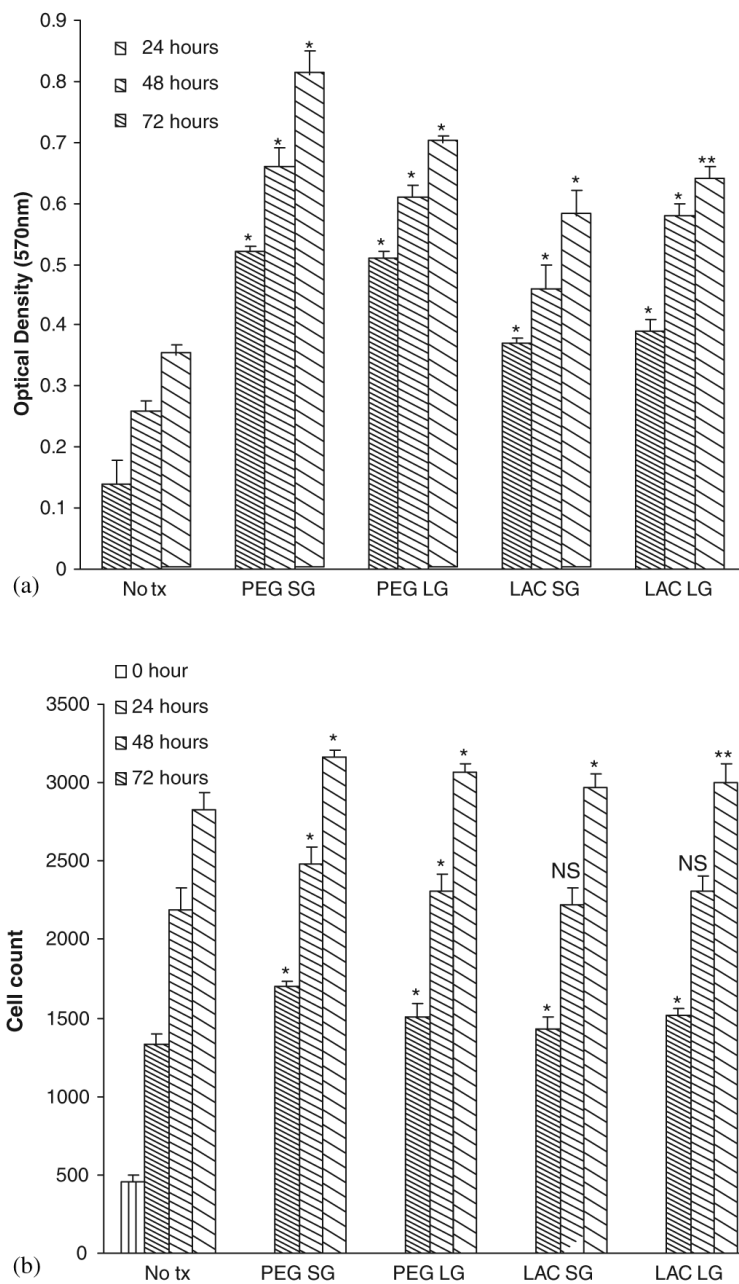 0.9
24 hours
*
0.8
48 hours
0.7
*
*
**
72 hours
*
*
*
0.6
*
*
0.5
*
0.4
*
*
0.3
0.2
0.1
0
Optical Density (570nm)
(a)
No tx PEG SG PEG LG LAC SG LAC LG
0 hour
3500
24 hours
48 hours
*
*
*
**
3000
72 hours
2500
*
*
NS
NS
2000
*
*
*
*
1500
1000
500
0
Cell count
(b)
No tx PEG SG PEG LG LAC SG LAC LG